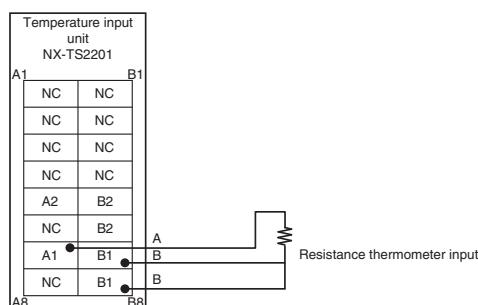 Temperature input
unit
NX-TS2201
A1 B1
NC NC
NC NC
NC NC
NC NC
A2 B2
NC B2
A
A1 B1 B
Resistance thermometer input
NC B1 B
A8 B8